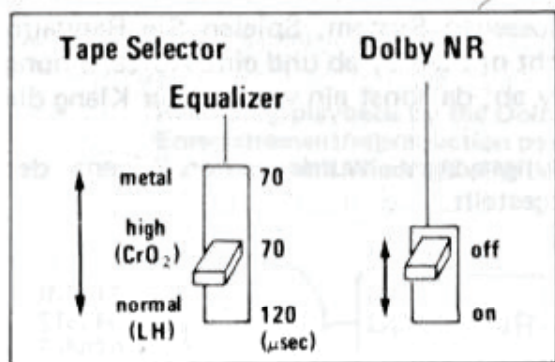 Tape Selector
Dolby NR
Equalizer
metal
70
high
(CrO₂)
70
off
normal
(LH)
120
(μsec)
on